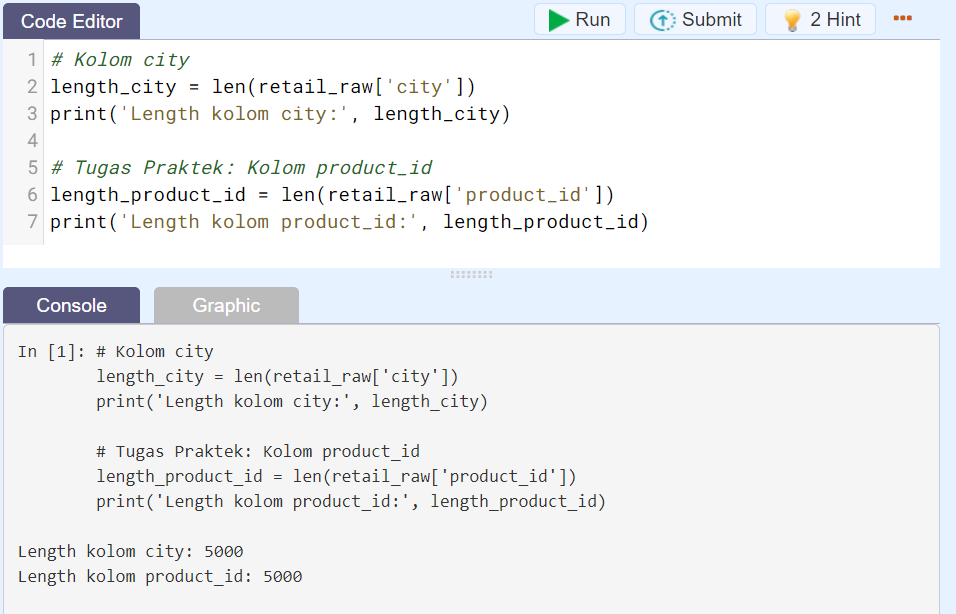 Code Editor
Run
Submit
2 Hint
1 # Kolom city
2 length_city = len(retail_raw['city'])
3 print('Length kolom city:', length_city)
4
5 # Tugas Praktek: Kolom product_id
6 length_product_id = len(retail_raw['product_id'])
7 print('Length kolom product_id:', length_product_id)
Console
Graphic
In [1]: # Kolom city
length_city = len(retail_raw['city'])
print('Length kolom city:', length_city)
# Tugas Praktek: Kolom product_id
length_product_id = len(retail_raw['product_id'])
print('Length kolom product_id:', length_product_id)
Length kolom city: 5000
Length kolom product_id: 5000